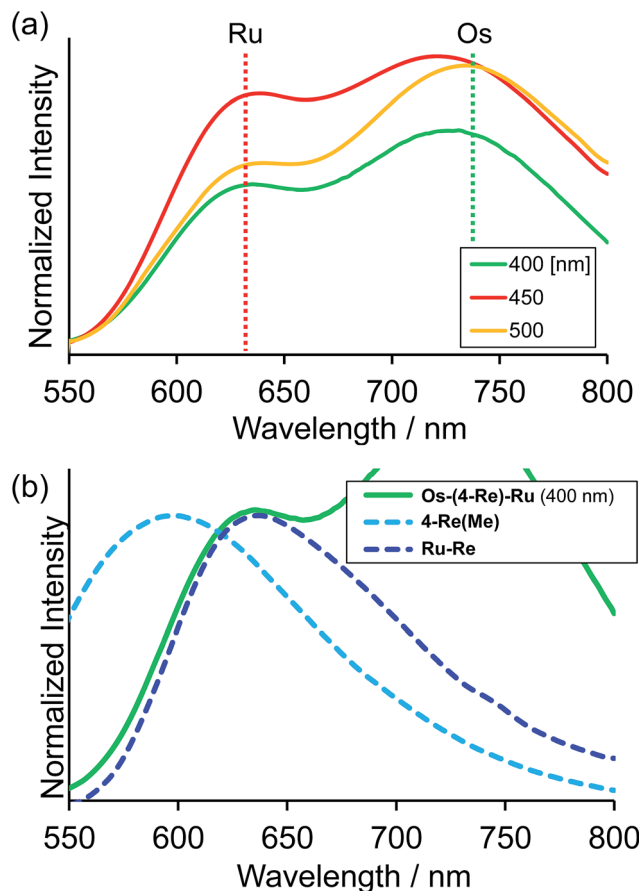 (a)
Ru
Os
Normalized Intensity
400 [nm]
450
500
550
600
650
700
750
800
Wavelength / nm
(b)
Normalized Intensity
Os-(4-Re)-Ru (400 nm)
4-Re(Me)
Ru-Re
550
600
650
700
750
800
Wavelength / nm